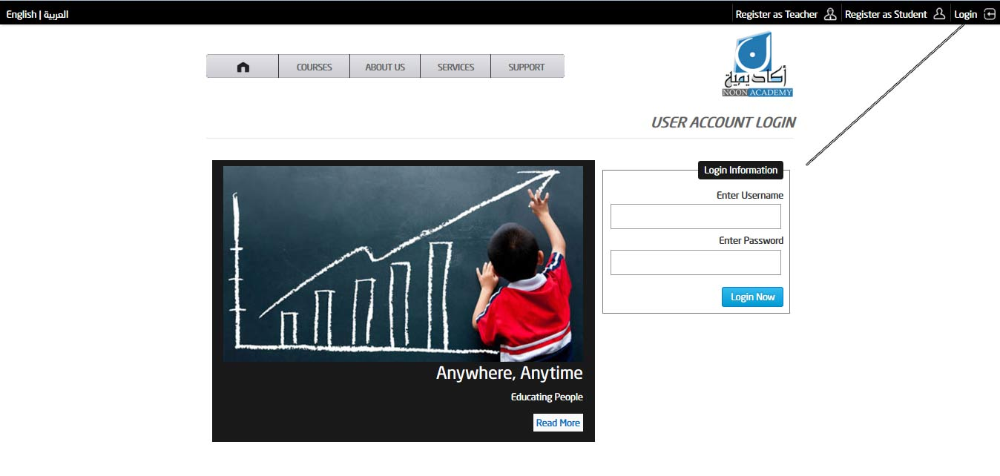 English | العربية
Register as Teacher
Register as Student
Login
COURSES
ABOUT US
SERVICES
SUPPORT
أكاديمية
NOON ACADEMY
USER ACCOUNT LOGIN
Login Information
Enter Username
Enter Password
Login Now
Anywhere, Anytime
Educating People
Read More